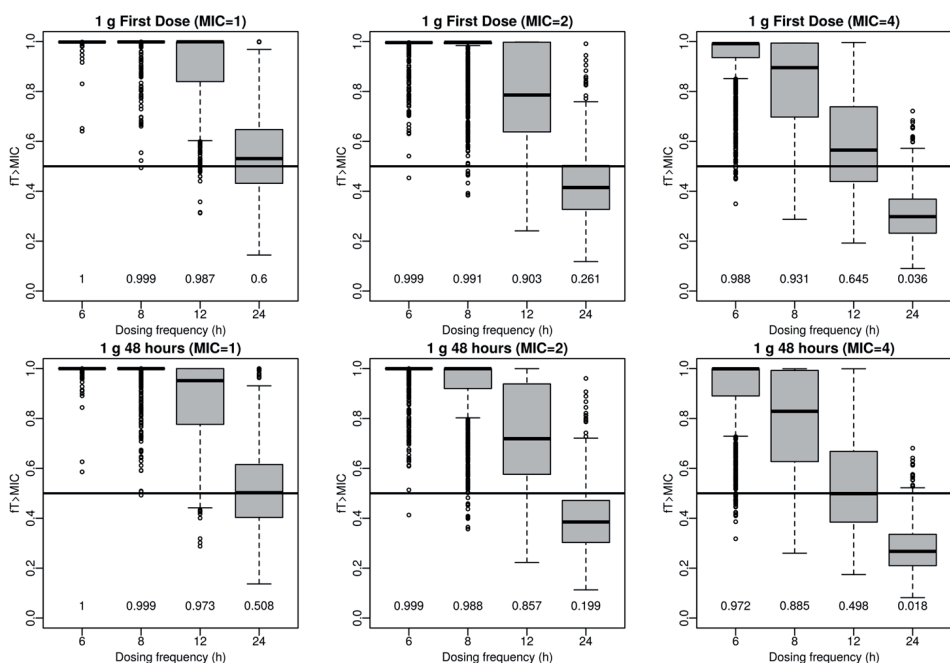 1 g First Dose (MIC=1)
fT>MIC
0.0 0.2 0.4 0.6 0.8 1.0
1 0.999 0.987 0.6
6 8 12 24
Dosing frequency (h)
1 g First Dose (MIC=2)
fT>MIC
0.0 0.2 0.4 0.6 0.8 1.0
0.999 0.991 0.903 0.261
6 8 12 24
Dosing frequency (h)
1 g First Dose (MIC=4)
fT>MIC
0.0 0.2 0.4 0.6 0.8 1.0
0.988 0.931 0.645 0.036
6 8 12 24
Dosing frequency (h)
1 g 48 hours (MIC=1)
fT>MIC
0.0 0.2 0.4 0.6 0.8 1.0
1 0.999 0.973 0.508
6 8 12 24
Dosing frequency (h)
1 g 48 hours (MIC=2)
fT>MIC
0.0 0.2 0.4 0.6 0.8 1.0
0.999 0.988 0.857 0.199
6 8 12 24
Dosing frequency (h)
1 g 48 hours (MIC=4)
fT>MIC
0.0 0.2 0.4 0.6 0.8 1.0
0.972 0.885 0.498 0.018
6 8 12 24
Dosing frequency (h)